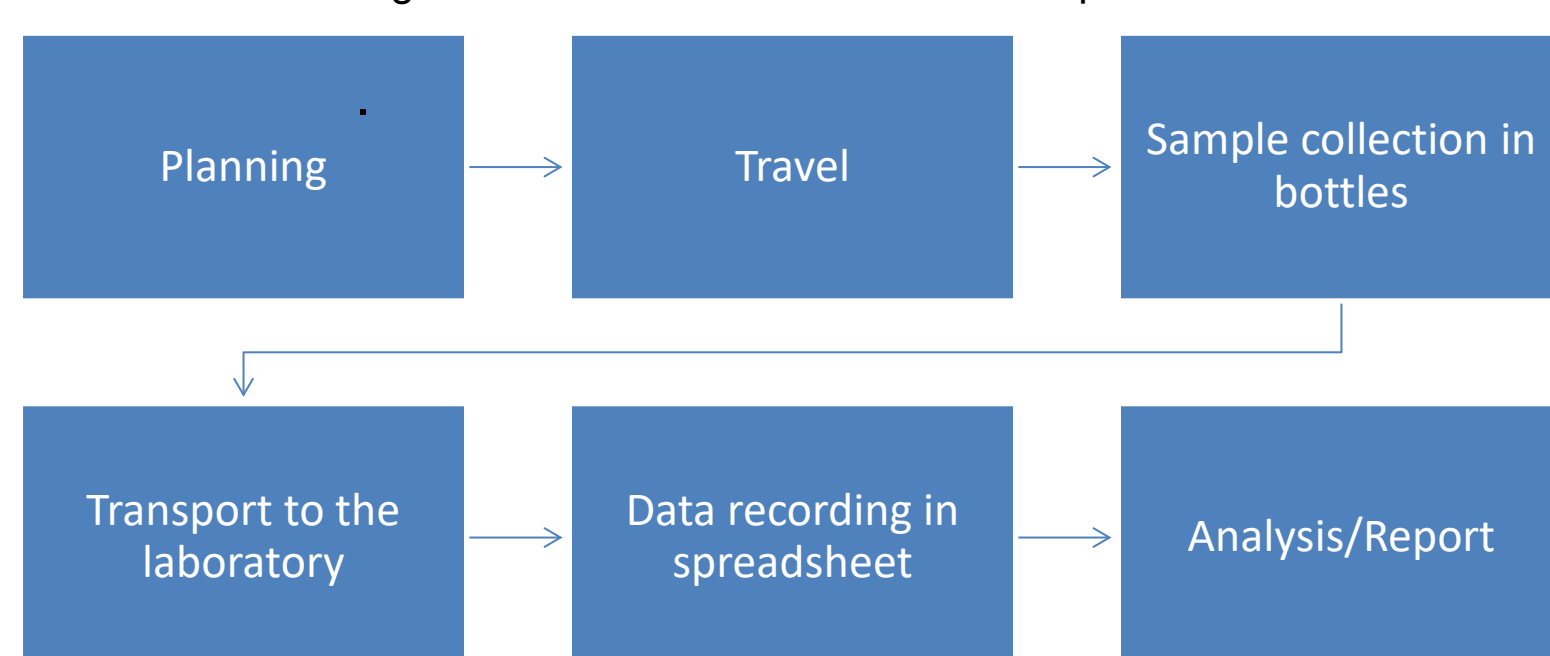 Planning
Travel
Sample collection in
bottles
Transport to the
laboratory
Data recording in
spreadsheet
Analysis/Report